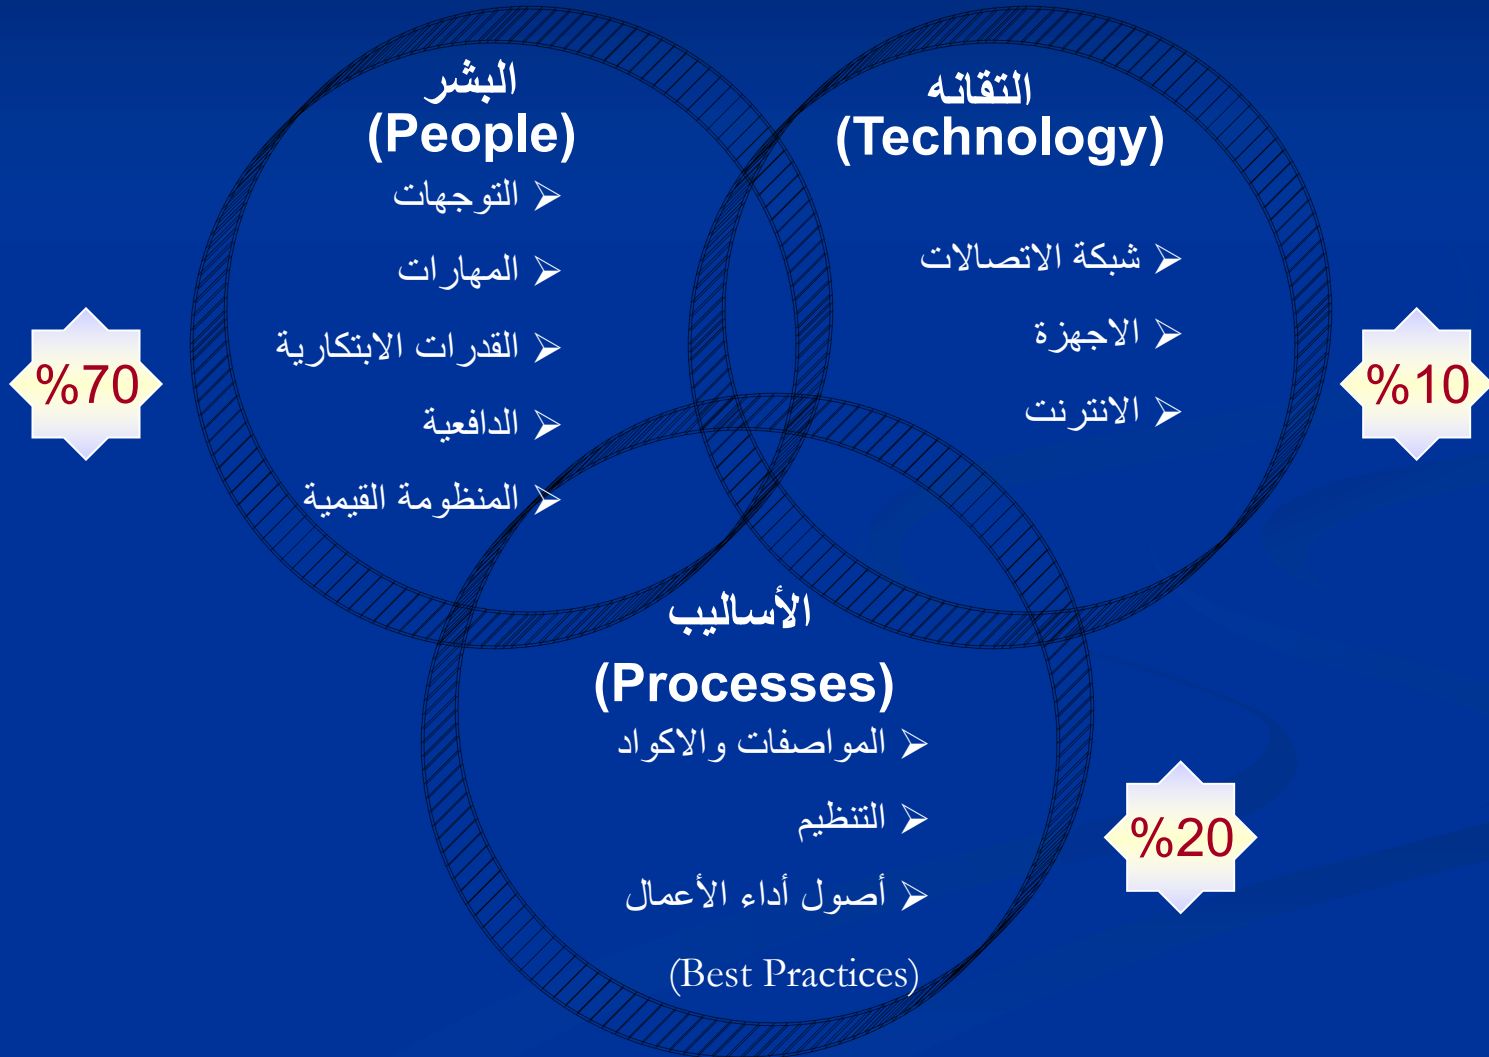 البشر
(People)
التوجهات
المهارات
القدرات الابتكارية
الدافعية
المنظومة القيمية
%70
التقانه
(Technology)
شبكة الاتصالات
الاجهزة
الانترنت
%10
الأساليب
(Processes)
المواصفات والاكواد
التنظيم
أصول أداء الأعمال
(Best Practices)
%20